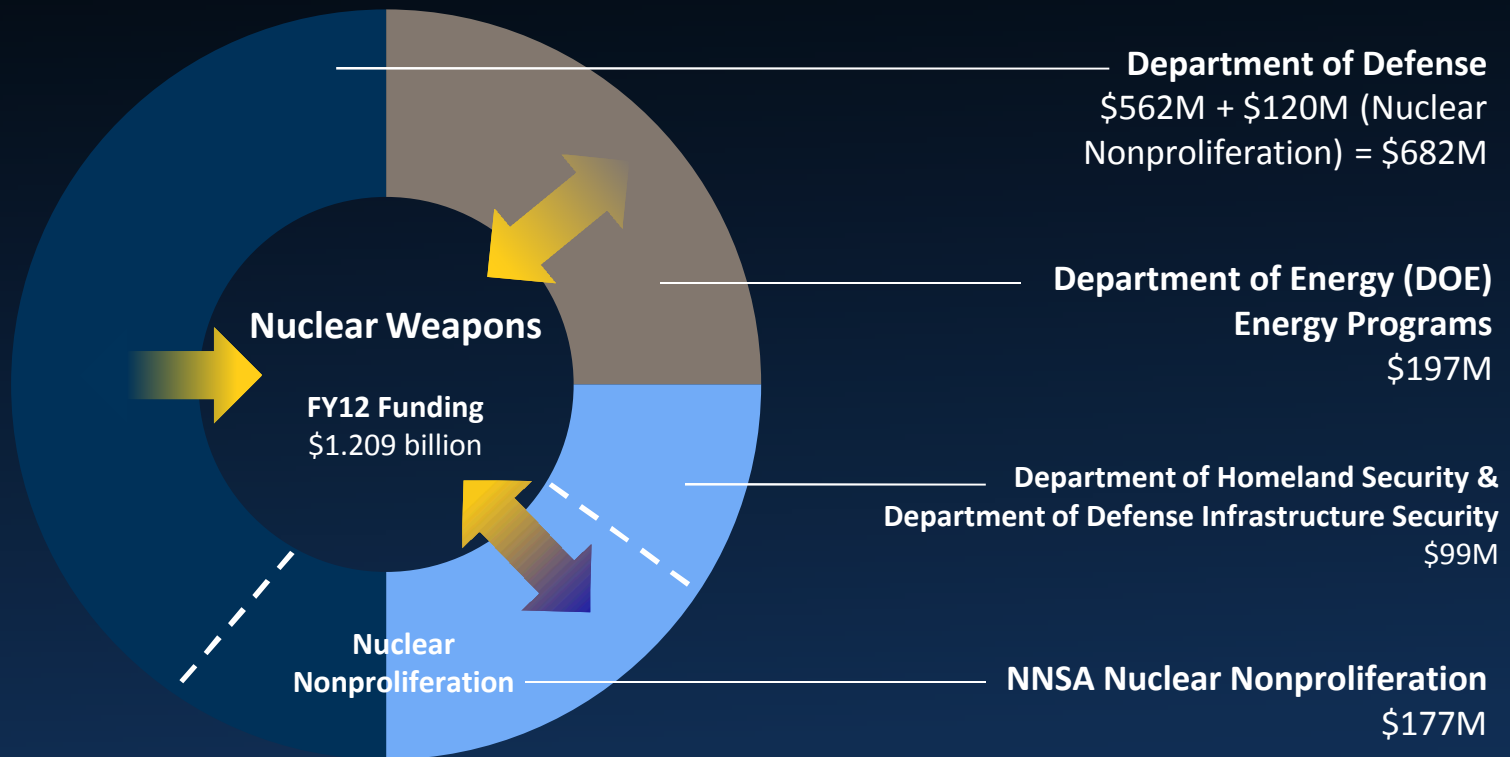 Department of Defense
$562M + $120M (Nuclear
Nonproliferation) = $682M
Department of Energy (DOE)
Energy Programs
$197M
Nuclear Weapons
FY12 Funding
$1.209 billion
Department of Homeland Security &
Department of Defense Infrastructure Security
$99M
Nuclear
Nonproliferation
NNSA Nuclear Nonproliferation
$177M